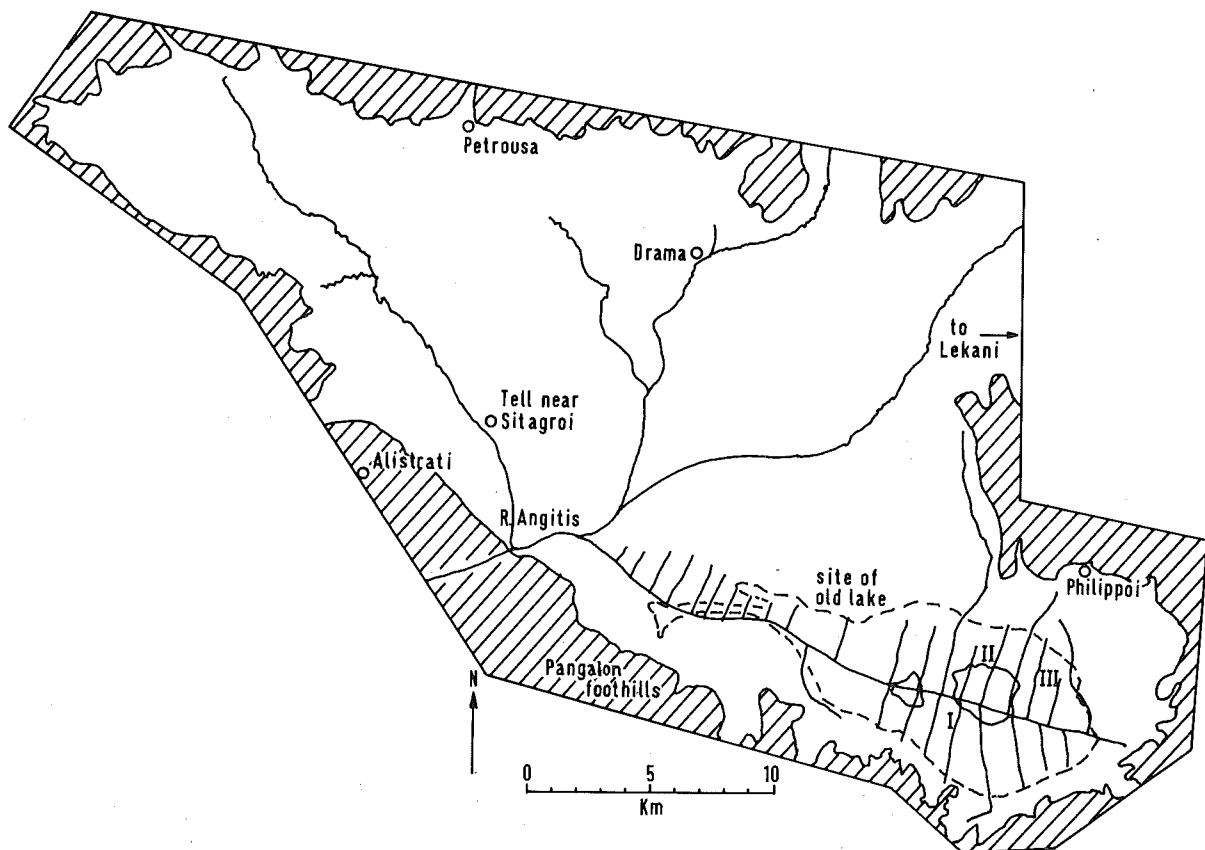 Petrousa
Drama
to
Lekani
Tell near
Sitagroi
Alistrati
R. Angitis
site of
old lake
Philippoi
II
III
I
Pangalon
foothills
N
0 5 10
Km